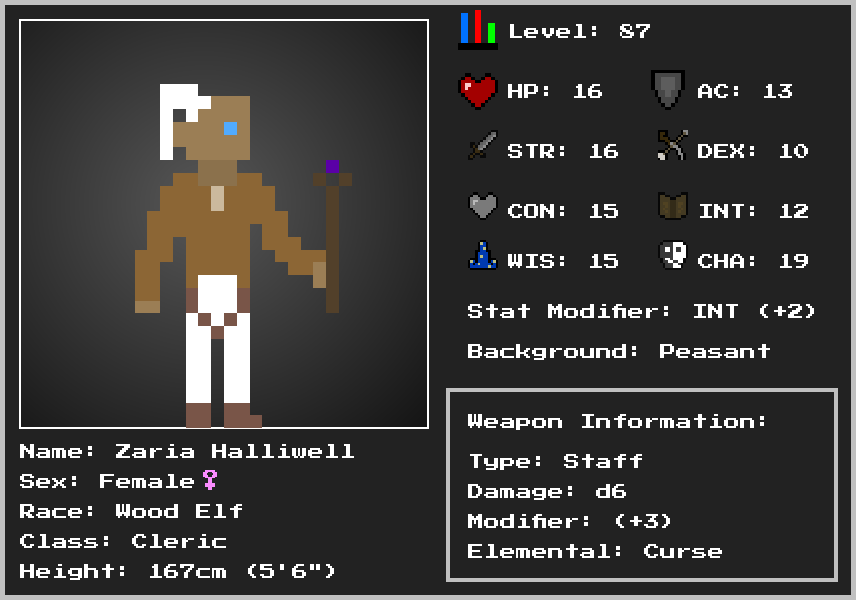 Level: 87
HP: 16
AC: 13
STR: 16
DEX: 10
CON: 15
INT: 12
WIS: 15
CHA: 19
Stat Modifier: INT (+2)
Background: Peasant
Name: Zaria Halliwell
Sex: Female
Race: Wood Elf
Class: Cleric
Height: 167cm (5'6")
Weapon Information:
Type: Staff
Damage: d6
Modifier: (+3)
Elemental: Curse